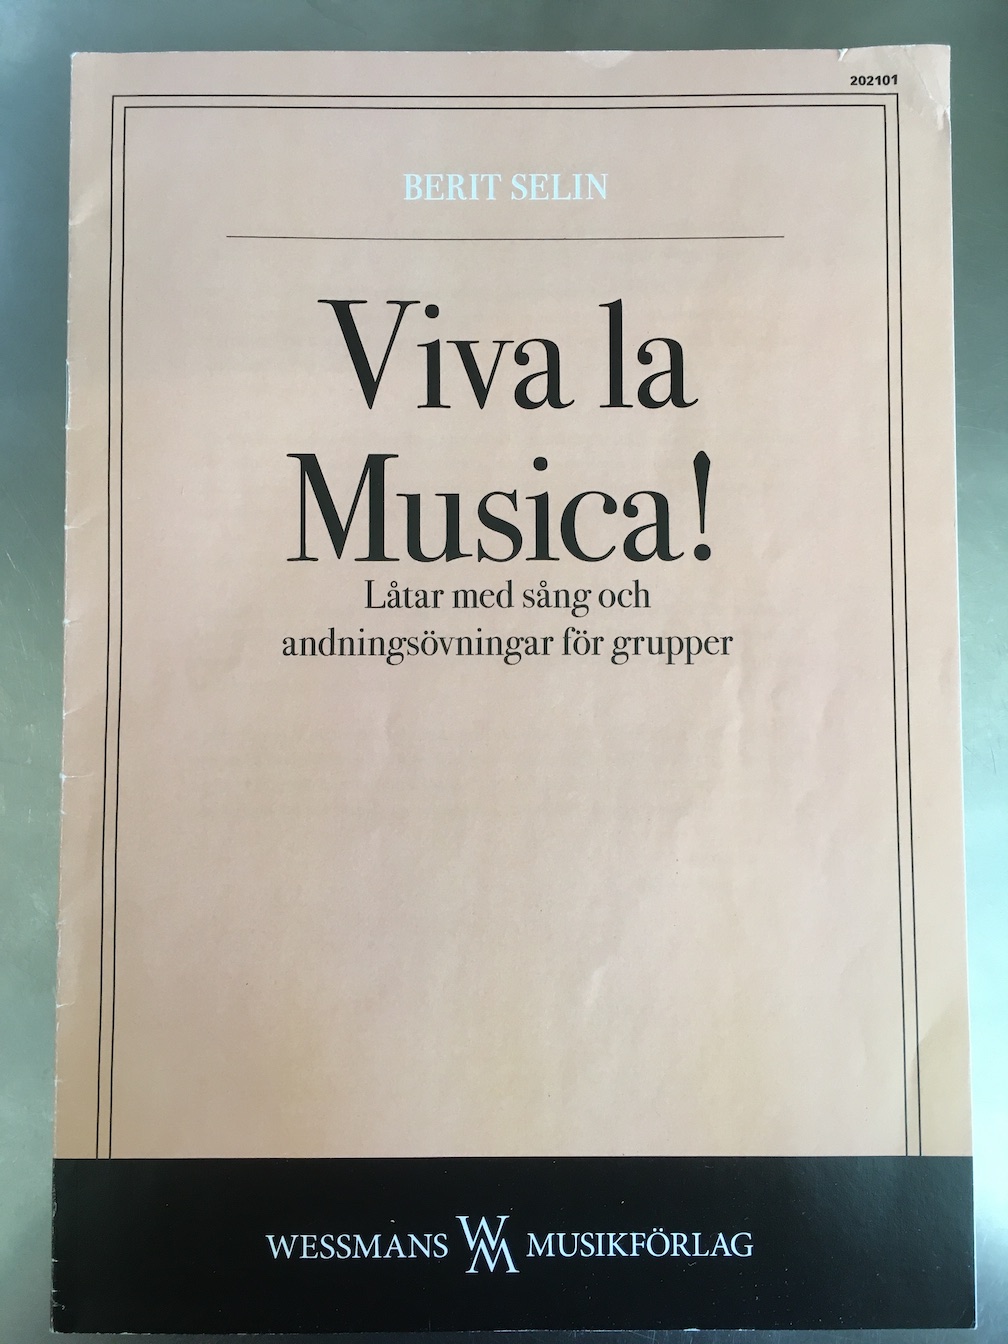 202101
BERIT SELIN
Viva la
Musica!
Låtar med sång och
andningsövningar för grupper
WESSMANS WM MUSIKFÖRLAG